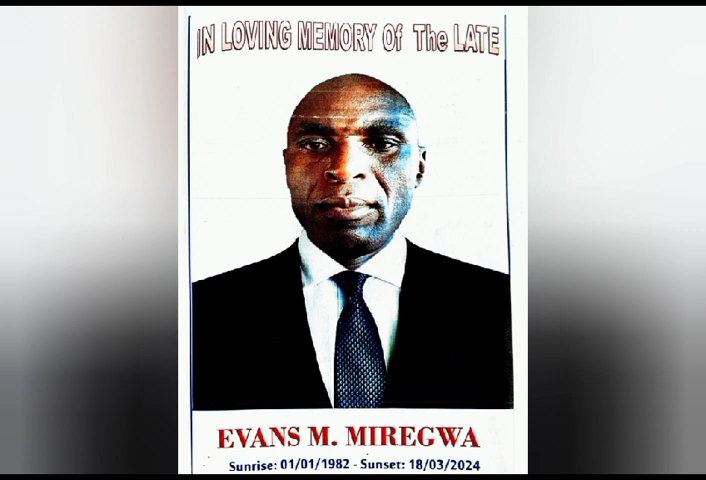 IN LOVING MEMORY Of The LATE
EVANS M. MIREGWA
Sunrise: 01/01/1982 - Sunset: 18/03/2024